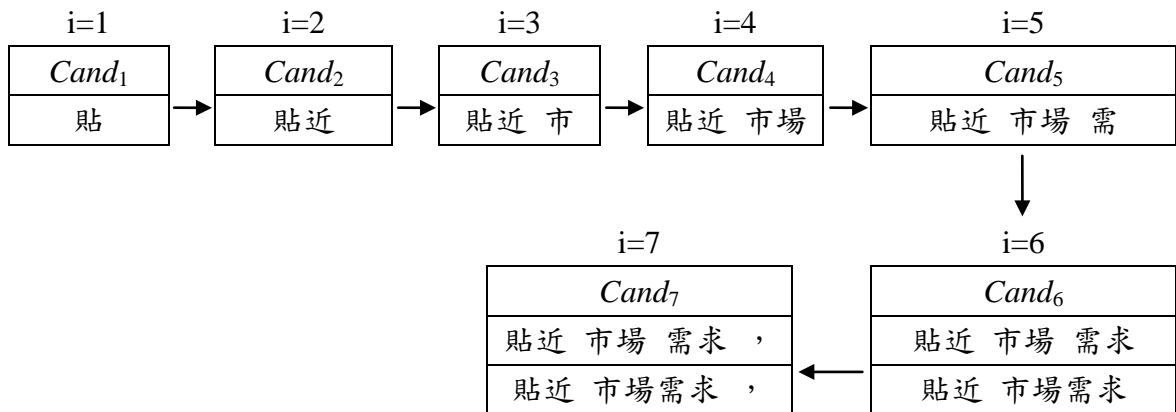 i=1
Cand₁
貼
i=2
Cand₂
貼近
i=3
Cand₃
貼近 市
i=4
Cand₄
貼近 市場
i=5
Cand₅
貼近 市場 需
i=6
Cand₆
貼近 市場 需求
貼近 市場需求
i=7
Cand₇
貼近 市場 需求 ，
貼近 市場需求 ，